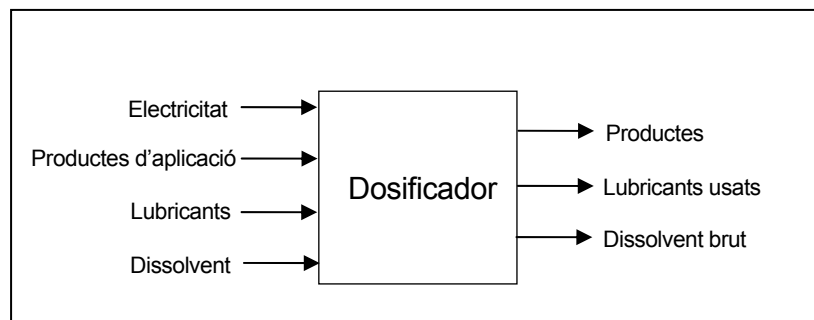 Electricitat
Productes d'aplicació
Lubricants
Dissolvent
Dosificador
Productes
Lubricants usats
Dissolvent brut